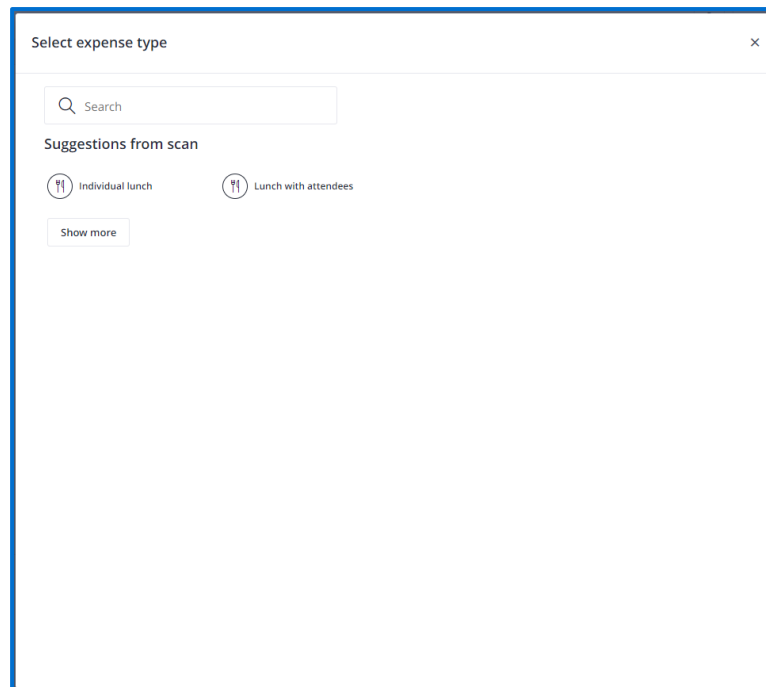 Select expense type
Search
Suggestions from scan
Individual lunch
Lunch with attendees
Show more